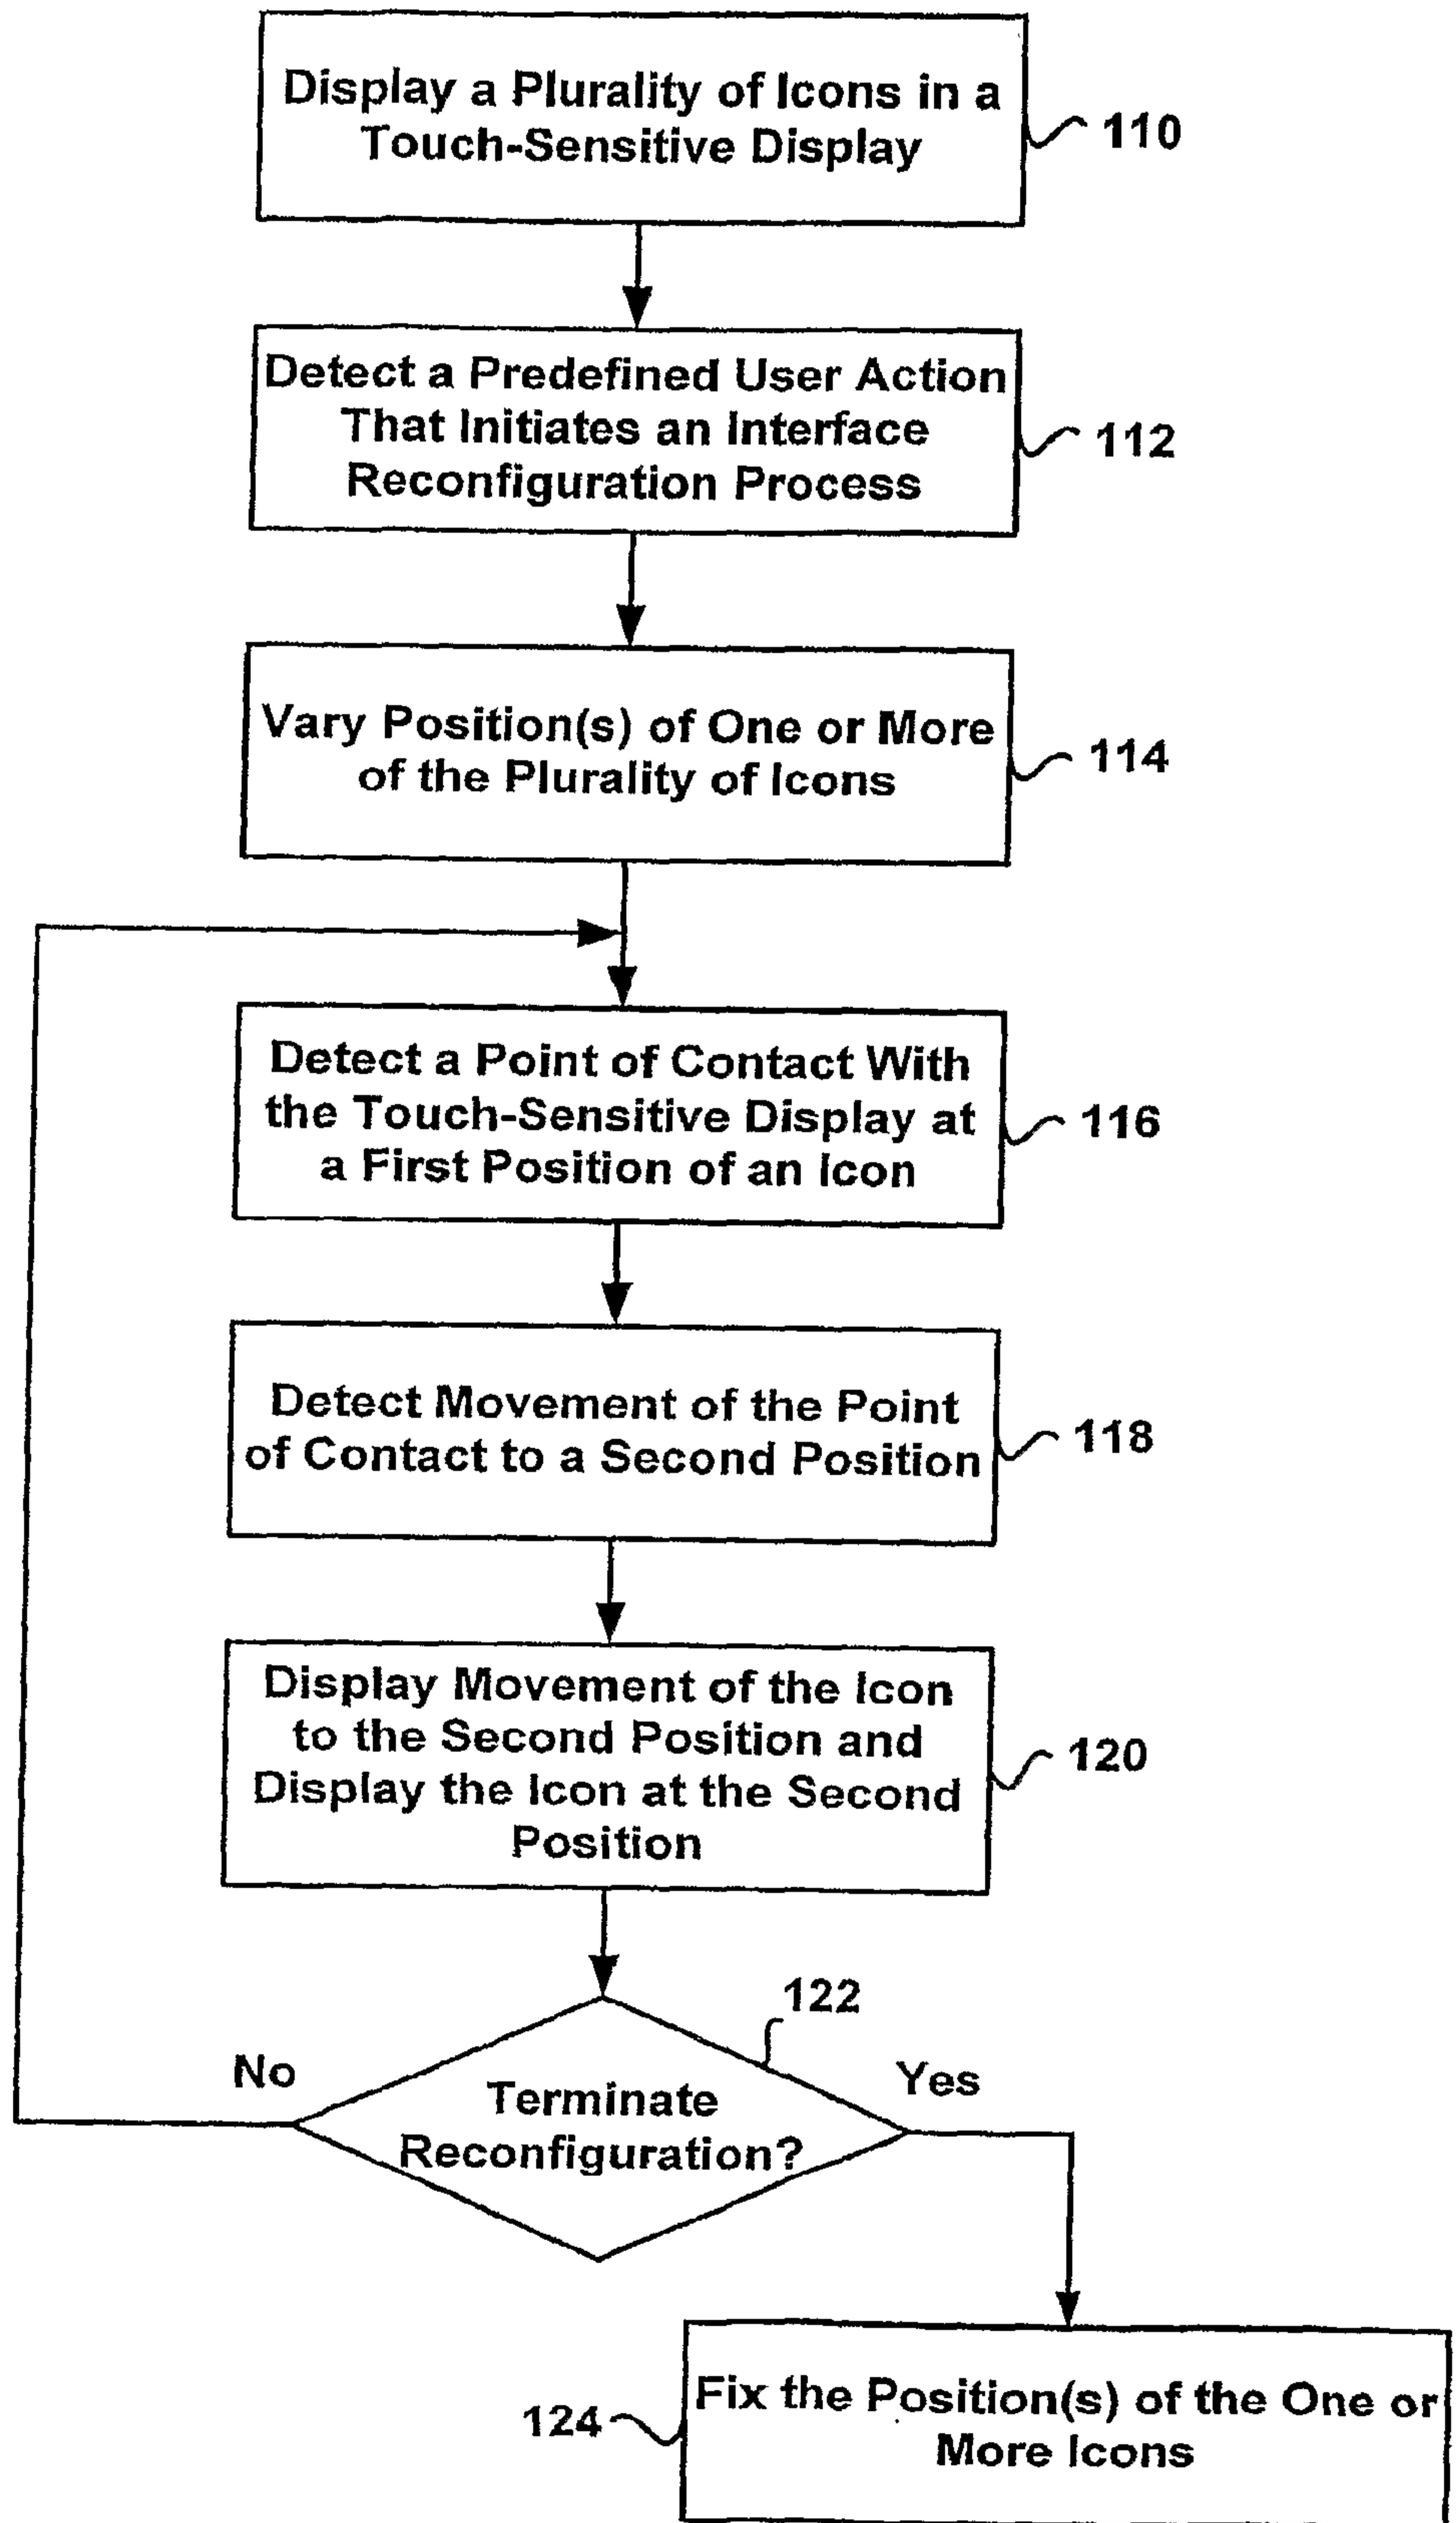 Display a Plurality of Icons in a
Touch-Sensitive Display
110
Detect a Predefined User Action
That Initiates an Interface
Reconfiguration Process
112
Vary Position(s) of One or More
of the Plurality of Icons
114
Detect a Point of Contact With
the Touch-Sensitive Display at
a First Position of an Icon
116
Detect Movement of the Point
of Contact to a Second Position
118
Display Movement of the Icon
to the Second Position and
Display the Icon at the Second
Position
120
122
No
Yes
Terminate
Reconfiguration?
124
Fix the Position(s) of the One or
More Icons